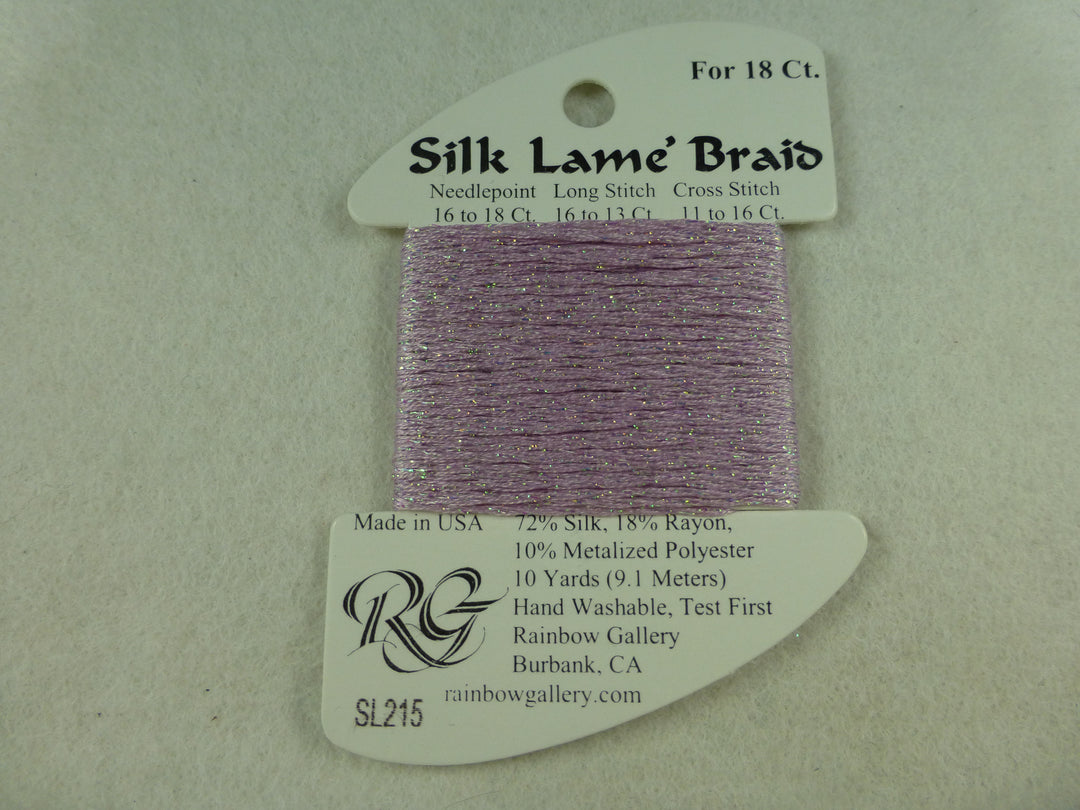 For 18 Ct.
Silk Lame' Braid
Needlepoint Long Stitch Cross Stitch
16 to 18 Ct. 16 to 13 Ct. 11 to 16 Ct.
Made in USA 72% Silk, 18% Rayon,
10% Metalized Polyester
10 Yards (9.1 Meters)
RG Hand Washable, Test First
Rainbow Gallery
Burbank, CA
rainbowgallery.com
SL215